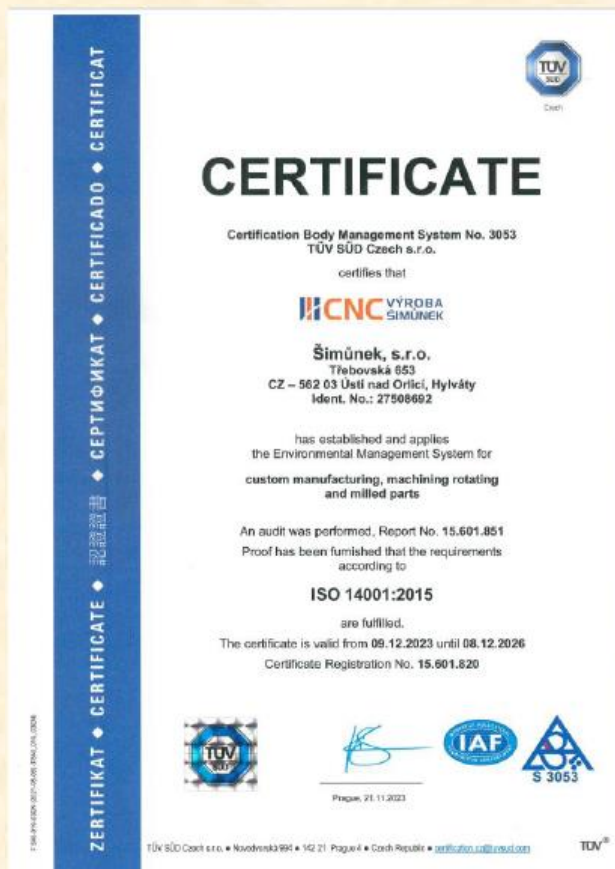 TÜV
SÜD
Czech
CERTIFICATE
Certification Body Management System No. 3053
TÜV SÜD Czech s.r.o.
certifies that
CNC VÝROBA
ŠIMŮNEK
Šimůnek, s.r.o.
Třebovská 653
CZ – 562 03 Ústí nad Orlicí, Hylváty
Ident. No.: 27508692
has established and applies
the Environmental Management System for
custom manufacturing, machining rotating
and milled parts
An audit was performed, Report No. 15.601.851
Proof has been furnished that the requirements
according to
ISO 14001:2015
are fulfilled.
The certificate is valid from 09.12.2023 until 08.12.2026
Certificate Registration No. 15.601.820
TÜV
SÜD
IAF
S 3053
Prague, 21.11.2023
TÜV SÜD Czech s.r.o. ● Novodvorská 994 ● 142 21 Prague 4 ● Czech Republic ● certification.cz@tuvsud.com
TÜV®
ZERTIFIKAT ◆ CERTIFICATE ◆ 認證證書 ◆ СЕРТИФИКАТ ◆ CERTIFICADO ◆ CERTIFICAT